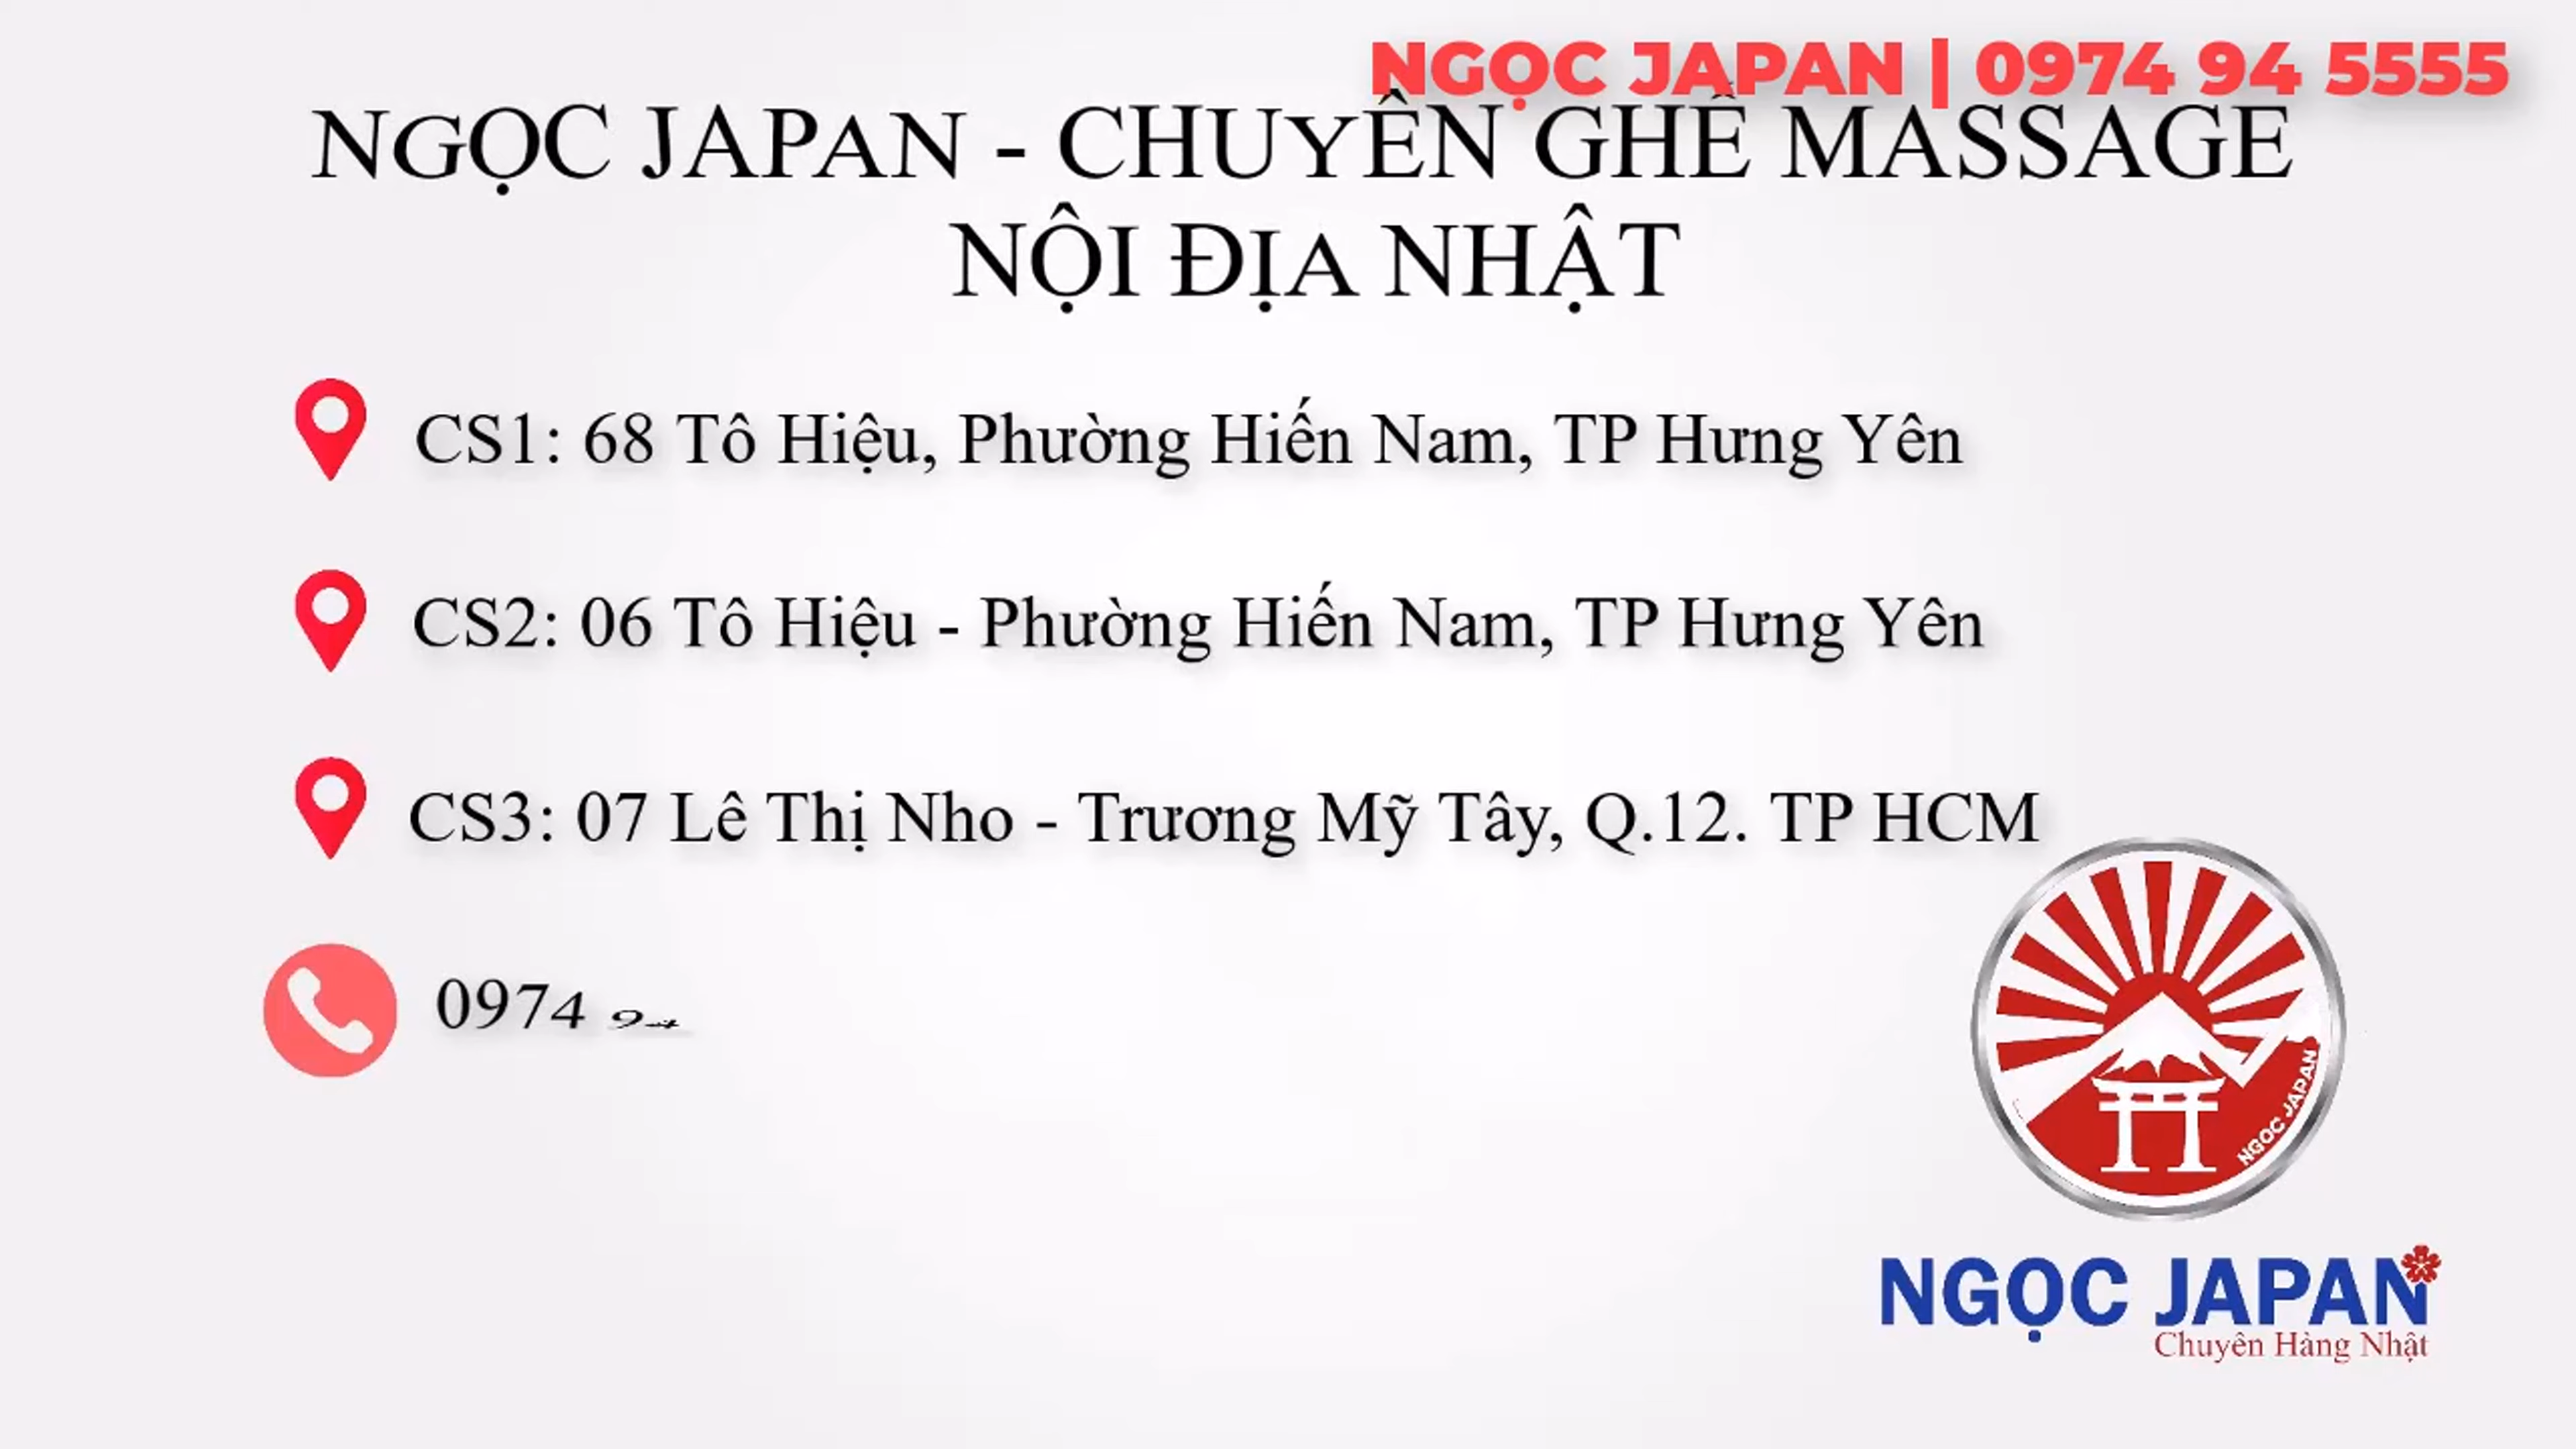 NGỌC JAPAN | 0974 94 5555
NGỌC JAPAN - CHUYÊN GHẾ MASSAGE
NỘI ĐỊA NHẬT
CS1: 68 Tô Hiệu, Phường Hiến Nam, TP Hưng Yên
CS2: 06 Tô Hiệu - Phường Hiến Nam, TP Hưng Yên
CS3: 07 Lê Thị Nho - Trương Mỹ Tây, Q.12. TP HCM
0974
NGỌC JAPAN
NGỌC JAPAN
Chuyên Hàng Nhật